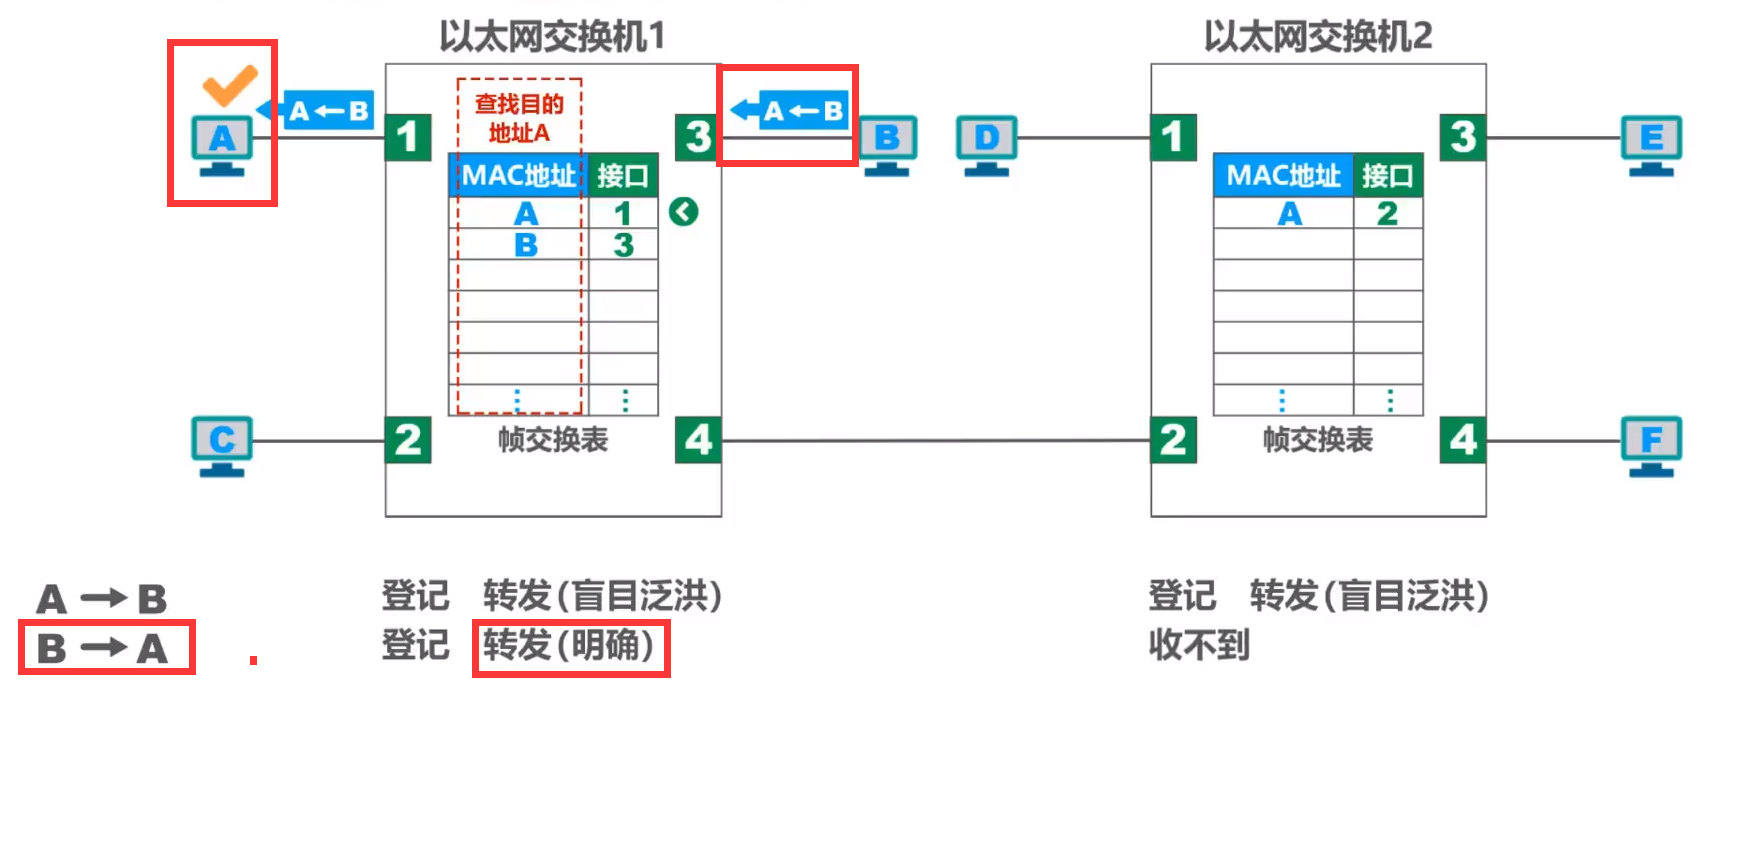 以太网交换机1
以太网交换机2
A←B
查找目的
地址A
A←B
A
1
3
B
D
1
3
E
MAC地址 接口
A 1
B 3
⋮ ⋮
MAC地址 接口
A 2
⋮ ⋮
C
2
帧交换表
4
2
帧交换表
4
F
A→B 登记 转发(盲目泛洪) 登记 转发(盲目泛洪)
B→A 登记 转发(明确) 收不到